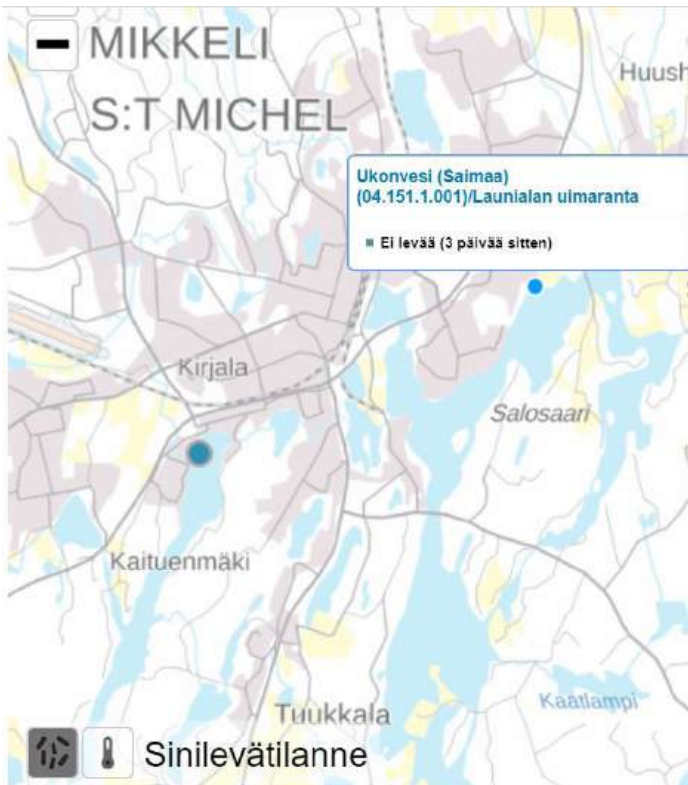 MIKKELI
S:T MICHEL
Huush
Ukonvesi (Saimaa)
(04.151.1.001)/Launialan uimaranta
Ei levää (3 päivää sitten)
Kirjala
Salosaari
Kaituenmäki
Kaatlampi
Tuukkala
Sinilevätilanne